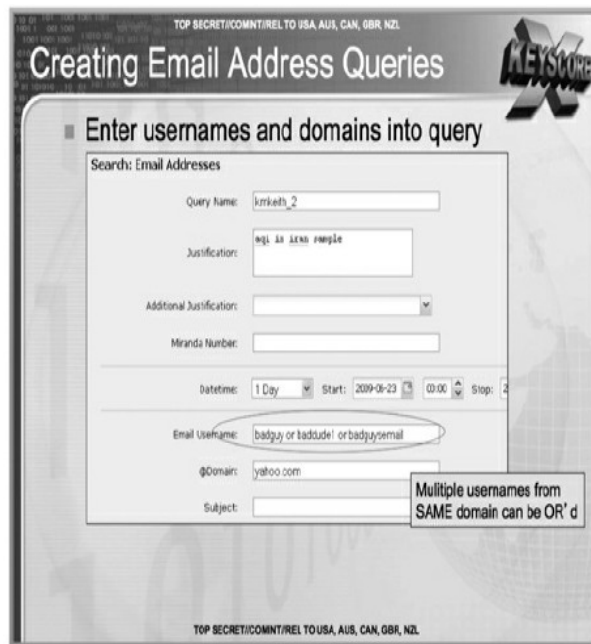 TOP SECRET//COMINT//REL TO USA, AUS, CAN, GBR, NZL
Creating Email Address Queries
X KEYSCORE
Enter usernames and domains into query
Search: Email Addresses
Query Name: kmkeith_2
Justification: aqi in iran sample
Additional Justification:
Miranda Number:
Datetime: 1 Day Start: 2009-06-23 00:00 Stop: 2
Email Username: badguy or baddude1 or badguysemail
@Domain: yahoo.com
Subject:
Mulitiple usernames from
SAME domain can be OR' d
TOP SECRET//COMINT//REL TO USA, AUS, CAN, GBR, NZL